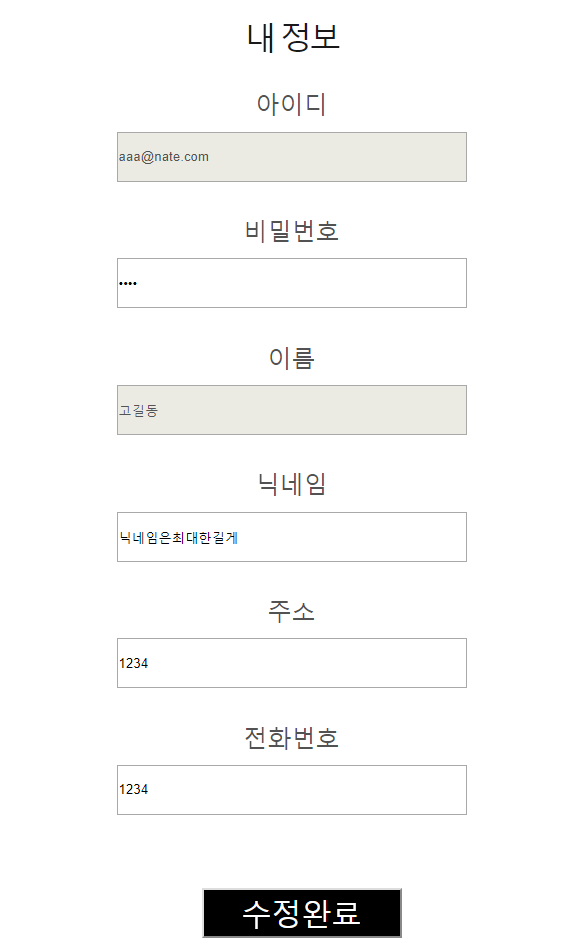 내 정보
아이디
aaa@nate.com
비밀번호
••••
이름
고길동
닉네임
닉네임은최대한길게
주소
1234
전화번호
1234
수정완료